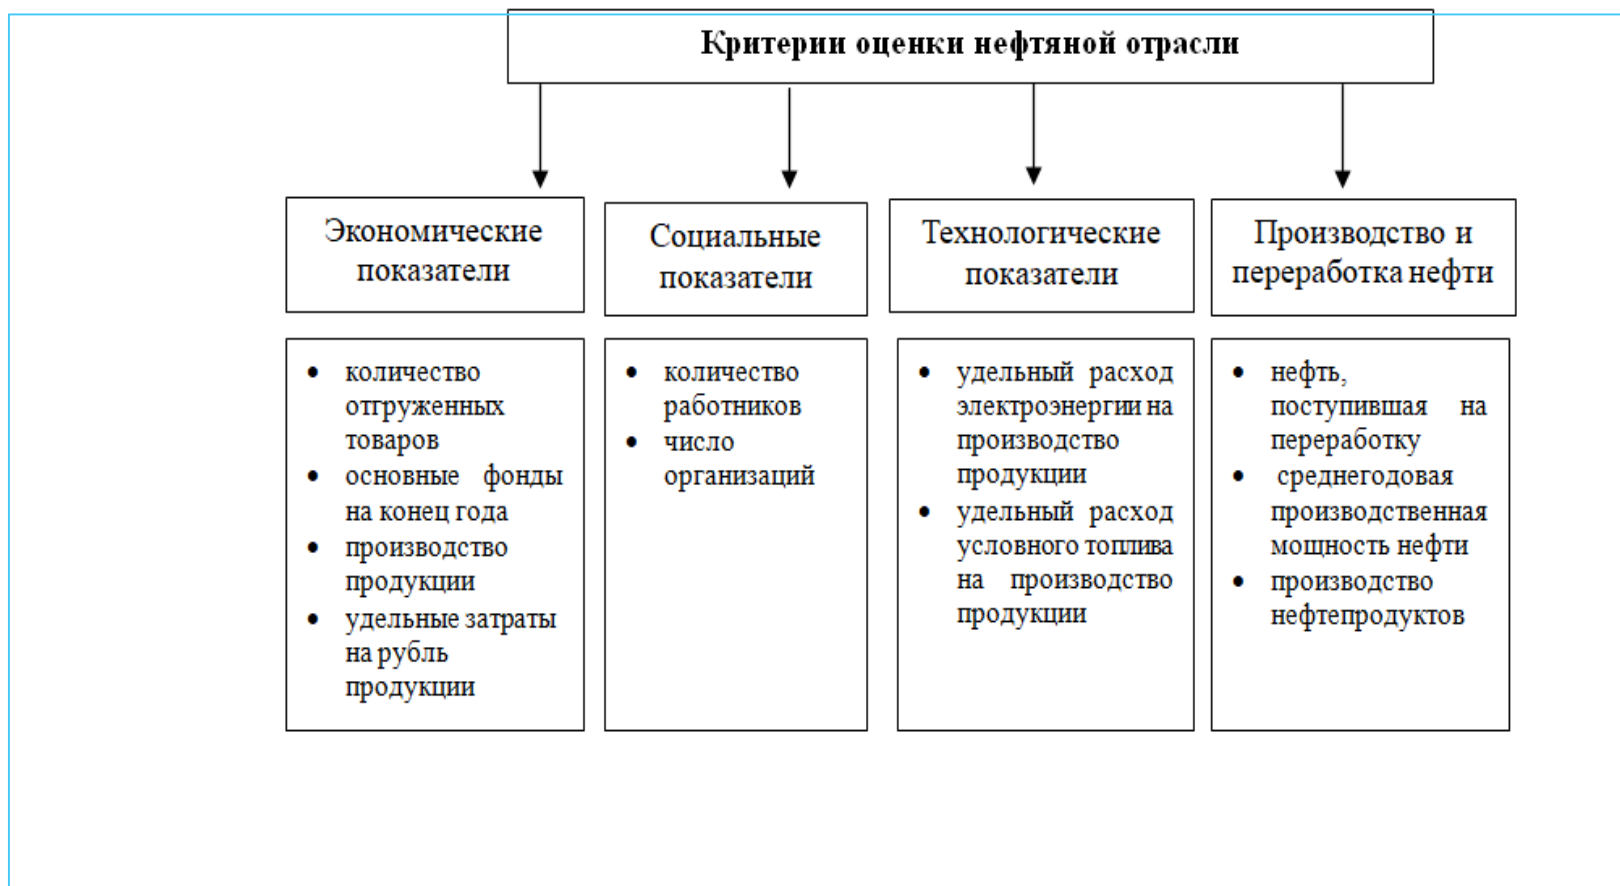 Критерии оценки нефтяной отрасли
Экономические
показатели
Социальные
показатели
Технологические
показатели
Производство и
переработка нефти
• количество
отгруженных
товаров
• основные фонды
на конец года
• производство
продукции
• удельные затраты
на рубль
продукции
• количество
работников
• число
организаций
• удельный расход
электроэнергии на
производство
продукции
• удельный расход
условного топлива
на производство
продукции
• нефть,
поступившая на
переработку
• среднегодовая
производственная
мощность нефти
• производство
нефтепродуктов